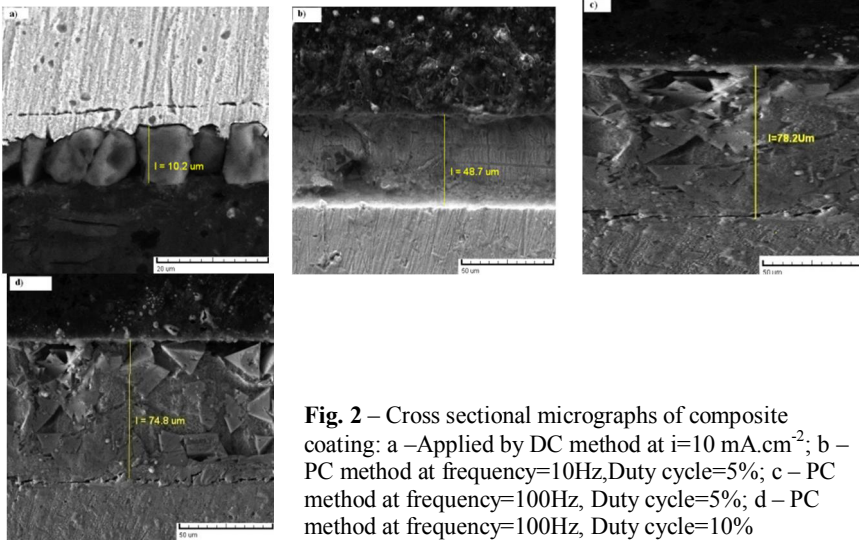 a)
l = 10.2 um
20 um
b)
l = 48.7 um
50 um
c)
l=78.2Um
50 um
d)
l = 74.8 um
50 um
Fig. 2 – Cross sectional micrographs of composite
coating: a –Applied by DC method at i=10 mA.cm-2; b –
PC method at frequency=10Hz,Duty cycle=5%; c – PC
method at frequency=100Hz, Duty cycle=5%; d – PC
method at frequency=100Hz, Duty cycle=10%